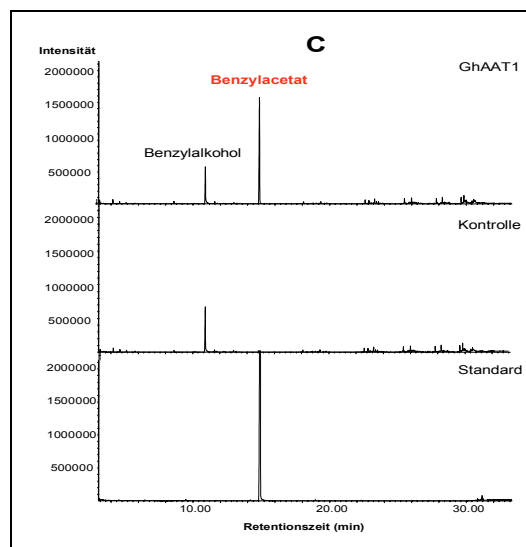 C
Intensität
GhAAT1
2000000
Benzylacetat
1500000
1000000
Benzylalkohol
500000
2000000
Kontrolle
1500000
1000000
500000
2000000
Standard
1500000
1000000
500000
10.00 20.00 30.00
Retentionszeit (min)